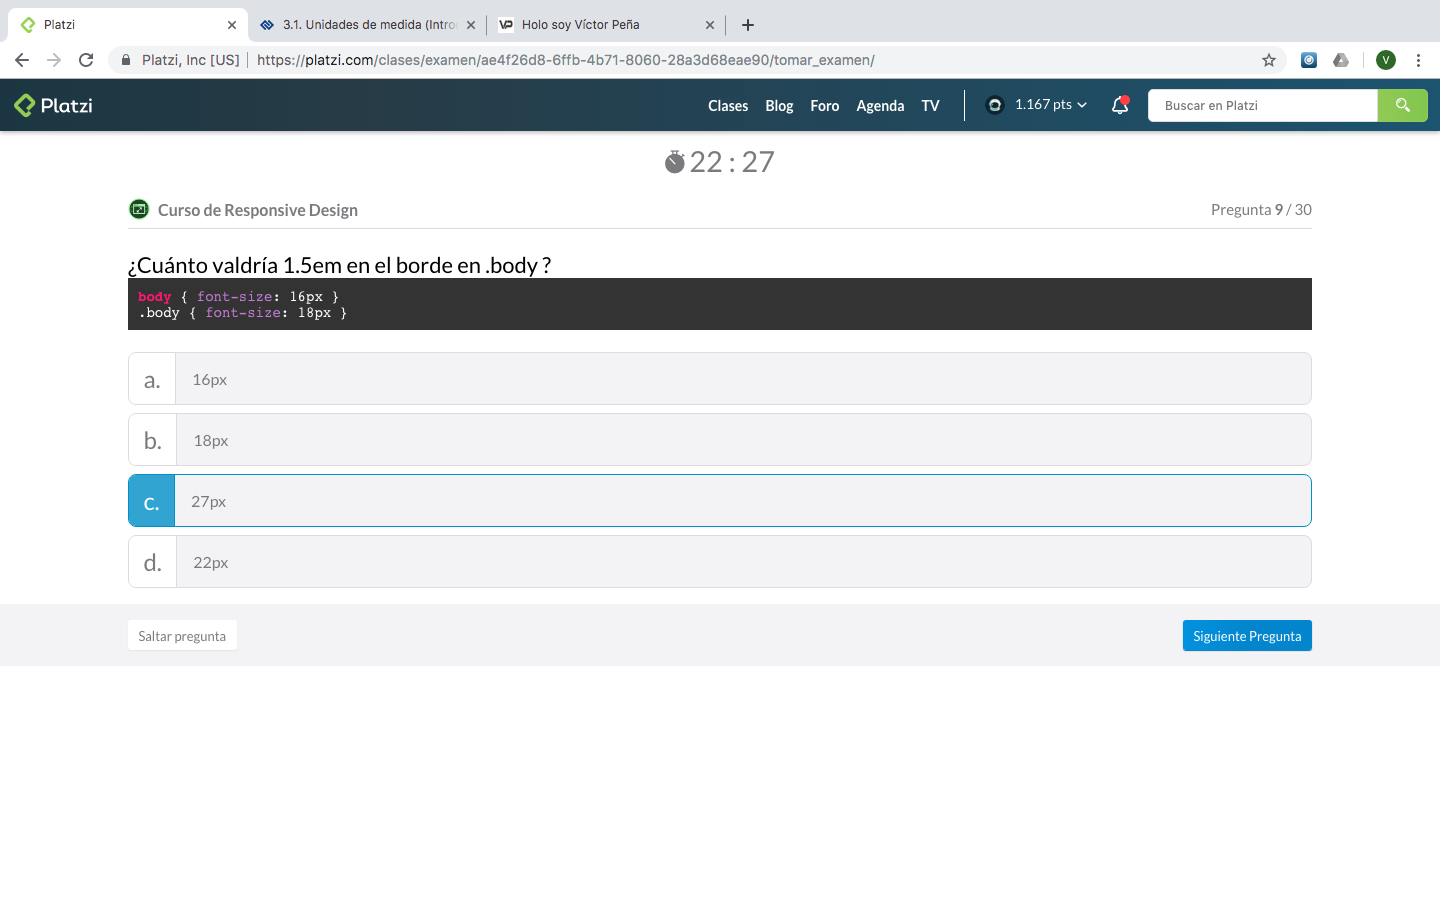 Platzi
3.1. Unidades de medida (Intro
Holo soy Víctor Peña
Platzi, Inc [US]
https://platzi.com/clases/examen/ae4f26d8-6ffb-4b71-8060-28a3d68eae90/tomar_examen/
V
Platzi
Clases Blog Foro Agenda TV
1.167 pts
Buscar en Platzi
22 : 27
Curso de Responsive Design
Pregunta 9 / 30
¿Cuánto valdría 1.5em en el borde en .body ?
body { font-size: 16px }
.body { font-size: 18px }
a. 16px
b. 18px
c. 27px
d. 22px
Saltar pregunta
Siguiente Pregunta